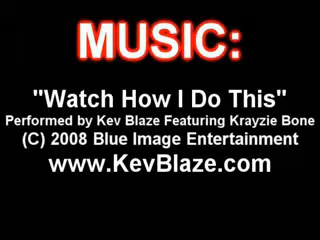 MUSIC:
"Watch How I Do This"
Performed by Kev Blaze Featuring Krayzie Bone
(C) 2008 Blue Image Entertainment
www.KevBlaze.com